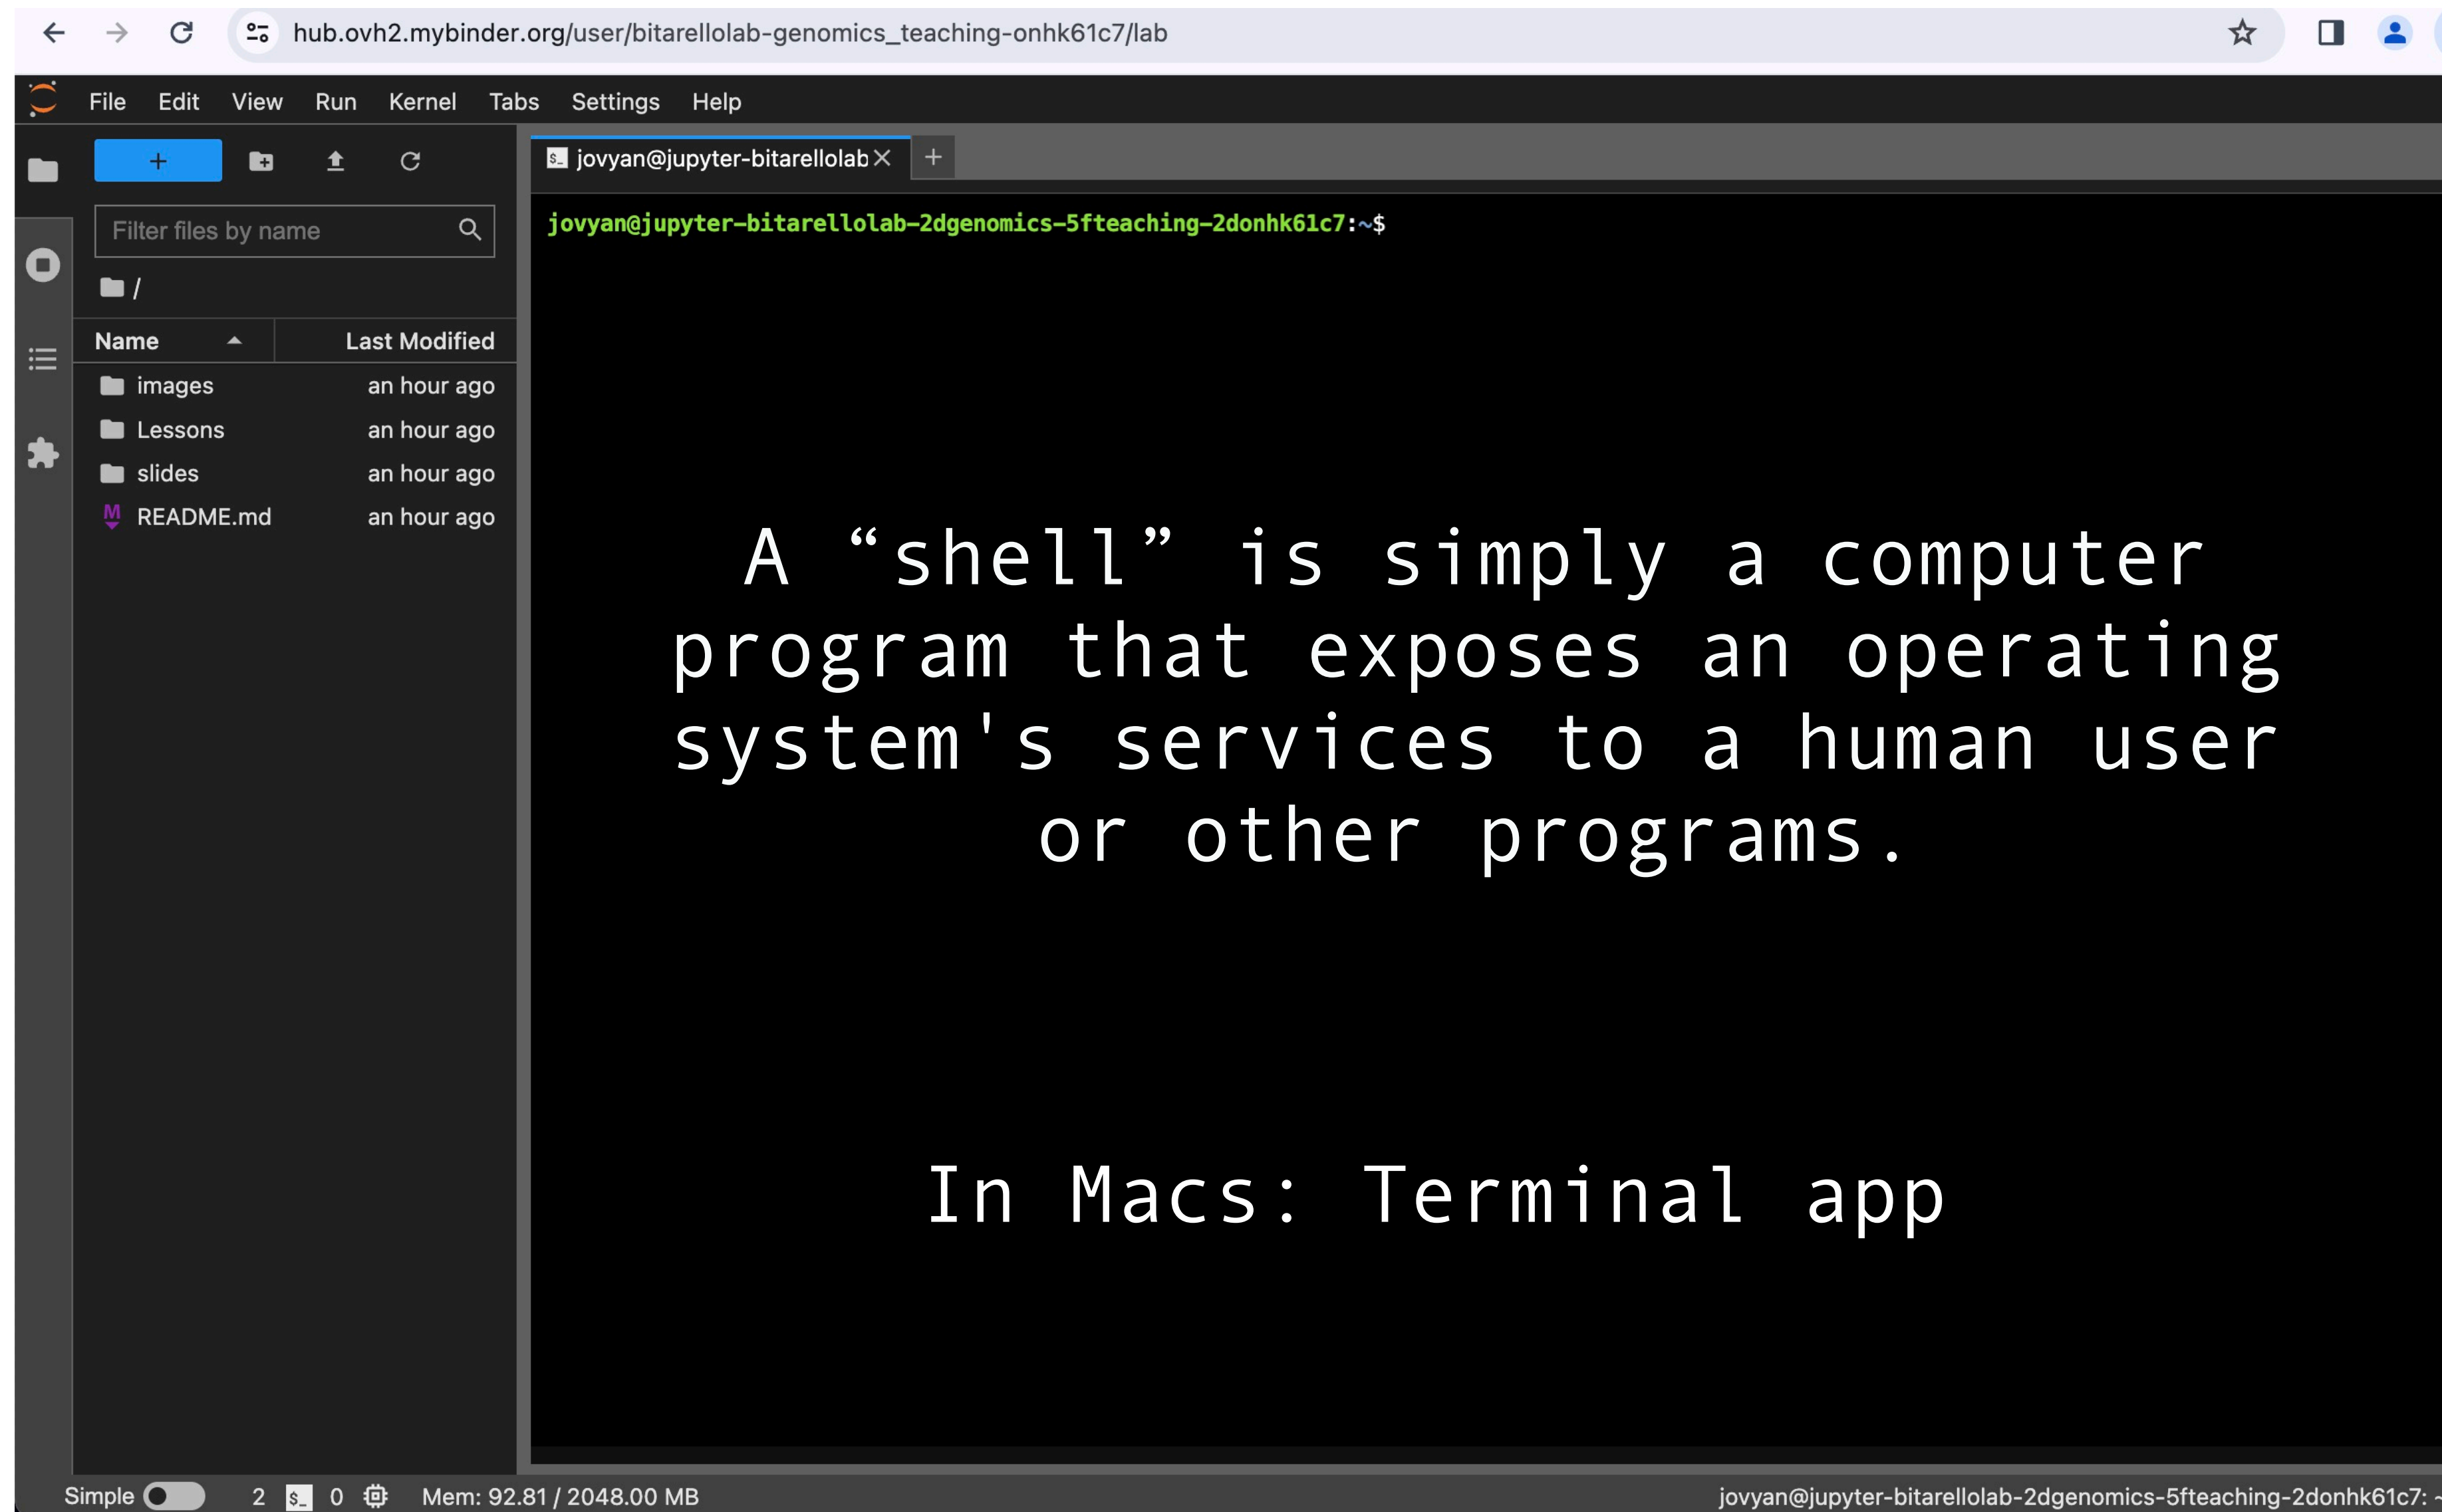 hub.ovh2.mybinder.org/user/bitarellolab-genomics_teaching-onhk61c7/lab
File Edit View Run Kernel Tabs Settings Help
jovyan@jupyter-bitarellolab
Filter files by name
/
Name Last Modified
images an hour ago
Lessons an hour ago
slides an hour ago
README.md an hour ago
jovyan@jupyter-bitarellolab-2dgenomics-5fteaching-2donhk61c7:~$
A “shell” is simply a computer
program that exposes an operating
system's services to a human user
or other programs.
In Macs: Terminal app
Simple 2 $_ 0 Mem: 92.81 / 2048.00 MB
jovyan@jupyter-bitarellolab-2dgenomics-5fteaching-2donhk61c7: ~